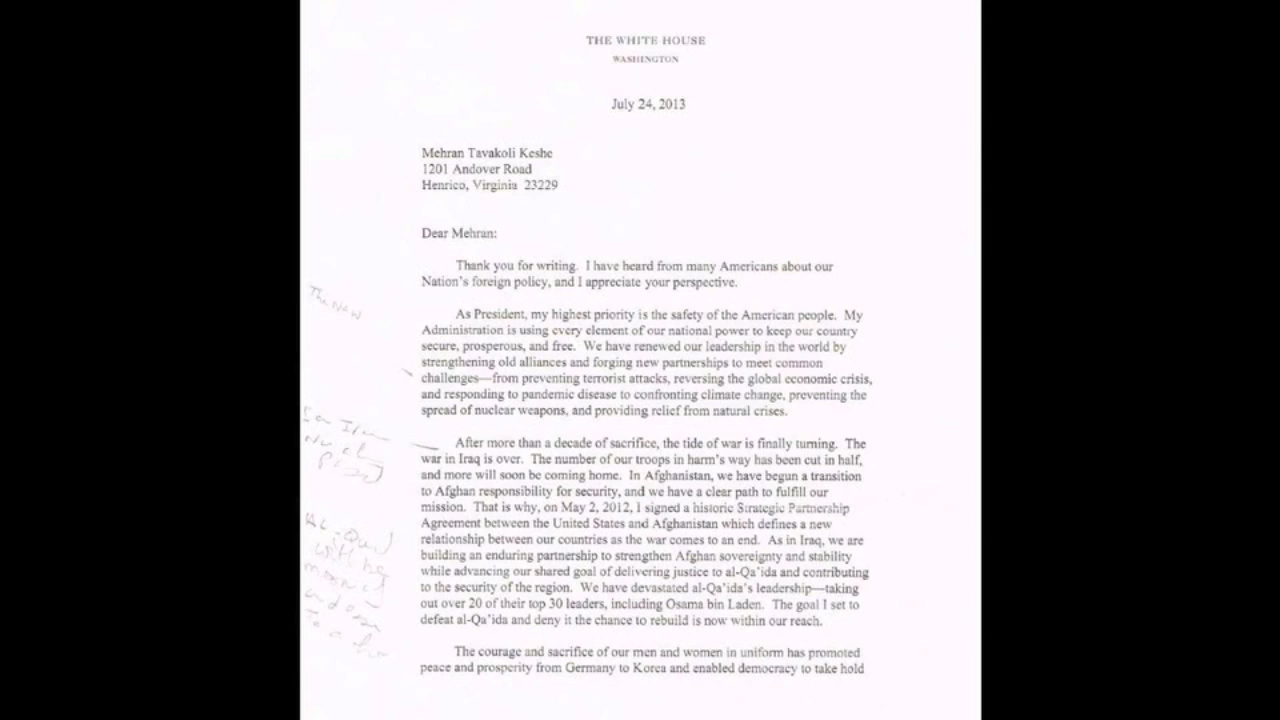 THE WHITE HOUSE
WASHINGTON
July 24, 2013
Mehran Tavakoli Keshe
1201 Andover Road
Henrico, Virginia 23229
Dear Mehran:
Thank you for writing. I have heard from many Americans about our
Nation's foreign policy, and I appreciate your perspective.
The New
As President, my highest priority is the safety of the American people. My
Administration is using every element of our national power to keep our country
secure, prosperous, and free. We have renewed our leadership in the world by
strengthening old alliances and forging new partnerships to meet common
challenges—from preventing terrorist attacks, reversing the global economic crisis,
and responding to pandemic disease to confronting climate change, preventing the
spread of nuclear weapons, and providing relief from natural crises.
After more than a decade of sacrifice, the tide of war is finally turning. The
war in Iraq is over. The number of our troops in harm's way has been cut in half,
and more will soon be coming home. In Afghanistan, we have begun a transition
to Afghan responsibility for security, and we have a clear path to fulfill our
mission. That is why, on May 2, 2012, I signed a historic Strategic Partnership
Agreement between the United States and Afghanistan which defines a new
relationship between our countries as the war comes to an end. As in Iraq, we are
building an enduring partnership to strengthen Afghan sovereignty and stability
while advancing our shared goal of delivering justice to al-Qa'ida and contributing
to the security of the region. We have devastated al-Qa'ida's leadership—taking
out over 20 of their top 30 leaders, including Osama bin Laden. The goal I set to
defeat al-Qa'ida and deny it the chance to rebuild is now within our reach.
The courage and sacrifice of our men and women in uniform has promoted
peace and prosperity from Germany to Korea and enabled democracy to take hold